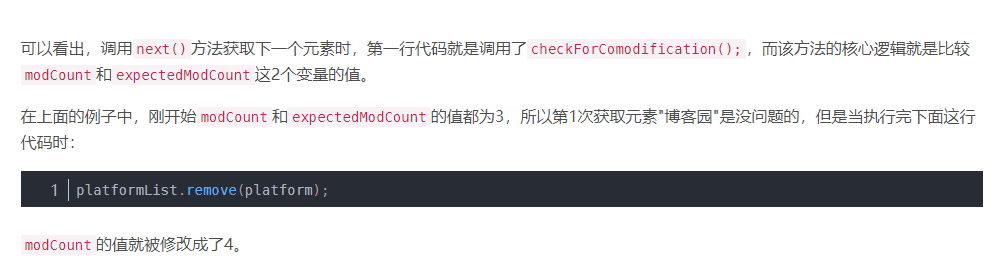 可以看出，调用next()方法获取下一个元素时，第一行代码就是调用了checkForComodification();，而该方法的核心逻辑就是比较
modCount和expectedModCount这2个变量的值。
在上面的例子中，刚开始modCount和expectedModCount的值都为3，所以第1次获取元素"博客园"是没问题的，但是当执行完下面这行
代码时：
1 platformList.remove(platform);
modCount的值就被修改成了4。